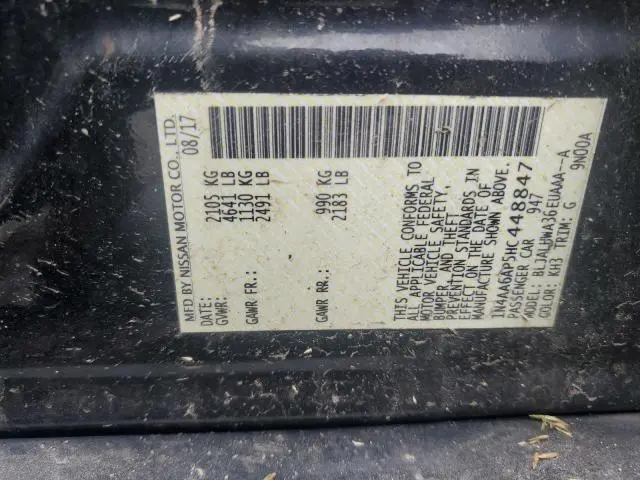 MFD BY NISSAN MOTOR CO., LTD.
DATE: 08/17
GVWR: 2105 KG
4641 LB
GAWR FR: 1130 KG
2491 LB
GAWR RR: 990 KG
2183 LB
THIS VEHICLE CONFORMS TO
ALL APPLICABLE FEDERAL
MOTOR VEHICLE SAFETY,
BUMPER, AND THEFT
PREVENTION STANDARDS IN
EFFECT ON THE DATE OF
MANUFACTURE SHOWN ABOVE.
1N4AA6AP5HC448847
PASSENGER CAR 947
MODEL: BLJALHWA36EUAAAA--A
COLOR: KH3 TRIM: G 9N00A